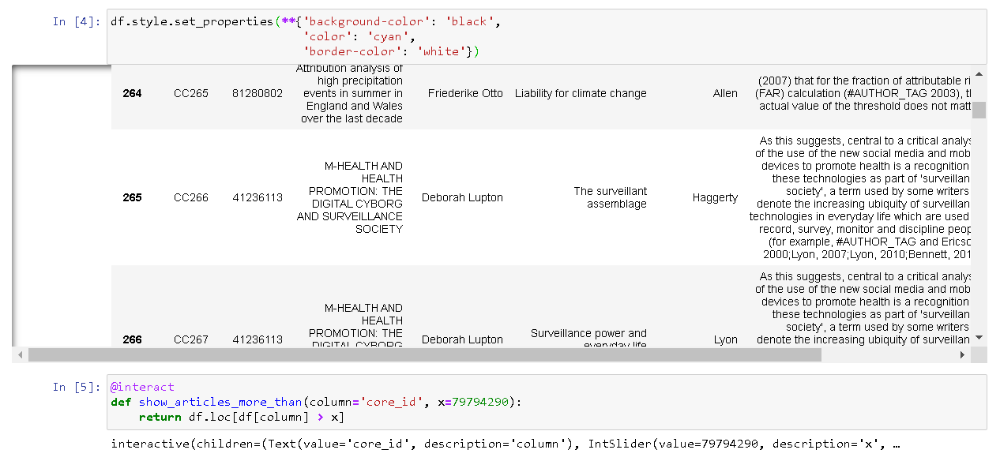 In [4]: df.style.set_properties(**{'background-color': 'black',
'color': 'cyan',
'border-color': 'white'})
Attribution analysis of
high precipitation
events in summer in
England and Wales
over the last decade
264 CC265 81280802
Friederike Otto
Liability for climate change
Allen
(2007) that for the fraction of attributable ri
(FAR) calculation (#AUTHOR_TAG 2003), t
actual value of the threshold does not matt
265 CC266 41236113
M-HEALTH AND
HEALTH
PROMOTION: THE
DIGITAL CYBORG
AND SURVEILLANCE
SOCIETY
Deborah Lupton
The surveillant
assemblage
Haggerty
As this suggests, central to a critical analys
of the use of the new social media and mob
devices to promote health is a recognition
these technologies as part of 'surveillan
society', a term used by some writers
denote the increasing ubiquity of surveillan
technologies in everyday life which are used
record, survey, monitor and discipline peop
(for example, #AUTHOR_TAG and Ericso
2000;Lyon, 2007;Lyon, 2010;Bennett, 201
266 CC267 41236113
M-HEALTH AND
HEALTH
PROMOTION: THE
DIGITAL CYBORG
Deborah Lupton
Surveillance power and
everyday life
Lyon
As this suggests, central to a critical analys
of the use of the new social media and mob
devices to promote health is a recognition
these technologies as part of 'surveillan
society', a term used by some writers
denote the increasing ubiquity of surveillan
In [5]: @interact
def show_articles_more_than(column='core_id', x=79794290):
return df.loc[df[column] > x]
interactive(children=(Text(value='core_id', description='column'), IntSlider(value=79794290, description='x', …